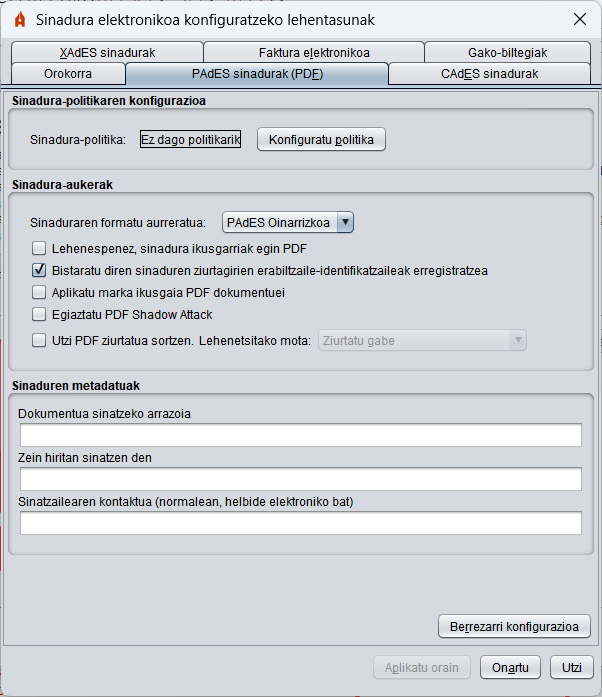 Sinadura elektronikoa konfiguratzeko lehentasunak
XAdES sinadurak
Faktura elektronikoa
Gako-biltegiak
Orokorra
PAdES sinadurak (PDF)
CAdES sinadurak
Sinadura-politikaren konfigurazioa
Sinadura-politika: Ez dago politikarik Konfiguratu politika
Sinadura-aukerak
Sinaduraren formatu aurreratua: PAdES Oinarrizkoa
Lehenespenez, sinadura ikusgarriak egin PDF
Bistaratu diren sinaduren ziurtagirien erabiltzaile-identifikatzaileak erregistratzea
Aplikatu marka ikusgaia PDF dokumentuei
Egiaztatu PDF Shadow Attack
Utzi PDF ziurtatua sortzen. Lehenetsitako mota: Ziurtatu gabe
Sinaduren metadatuak
Dokumentua sinatzeko arrazoia
Zein hiritan sinatzen den
Sinatzailearen kontaktua (normalean, helbide elektroniko bat)
Berrezarri konfigurazioa
Aplikatu orain
Onartu
Utzi